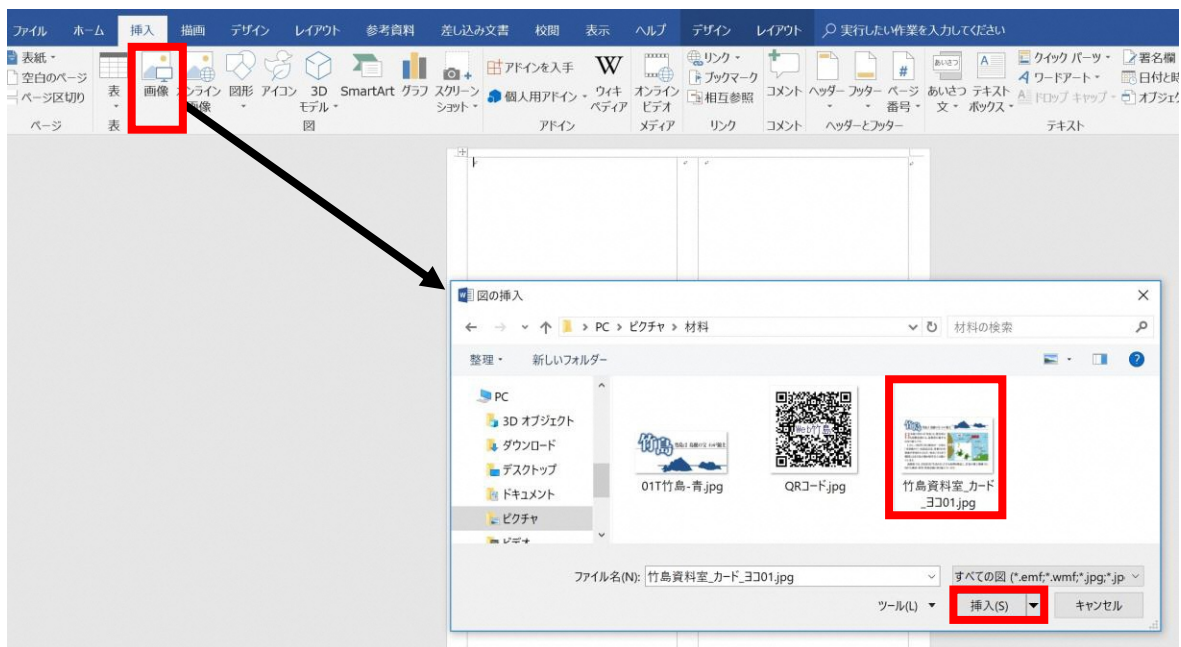 ファイル ホーム 挿入 描画 デザイン レイアウト 参考資料 差し込み文書 校閲 表示 ヘルプ デザイン レイアウト 実行したい作業を入力してください
表紙
空白のページ
ページ区切り
ページ
表
表
画像
オンライン
画像
図形
アイコン
3D
モデル
SmartArt
グラフ
スクリーン
ショット
図
アドインを入手
個人用アドイン
W
ウィキ
ペディア
アドイン
オンライン
ビデオ
メディア
リンク
ブックマーク
相互参照
リンク
コメント
コメント
ヘッダー
フッター
ページ
番号
ヘッダーとフッター
あいさつ
文
テキスト
ボックス
クイック パーツ
ワードアート
ドロップ キャップ
署名欄
日付と時
オブジェク
テキスト
図の挿入
PC > ピクチャ > 材料
材料の検索
整理
新しいフォルダー
PC
3D オブジェクト
ダウンロード
デスクトップ
ドキュメント
ピクチャ
ビデオ
竹島
01T竹島-青.jpg
Web竹島
QRコード.jpg
竹島資料室_カード
_ヨコ01.jpg
ファイル名(N): 竹島資料室_カード_ヨコ01.jpg
すべての図 (*.emf;*.wmf;*.jpg;*.jp
ツール(L)
挿入(S)
キャンセル